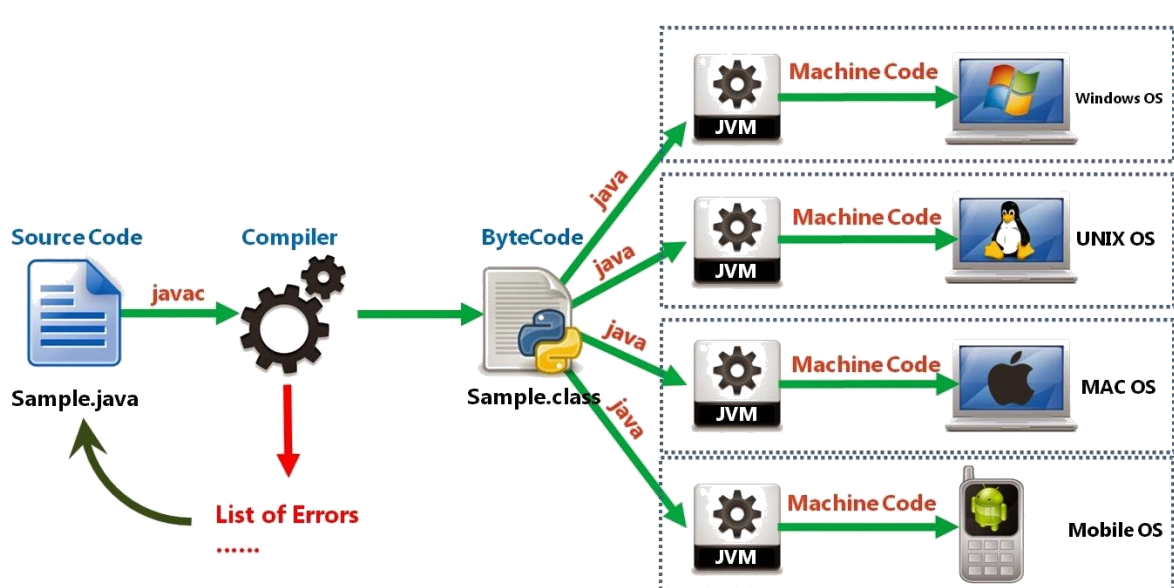 Source Code
javac
Sample.java
Compiler
List of Errors
......
ByteCode
Sample.class
java
JVM
Machine Code
Windows OS
java
JVM
Machine Code
UNIX OS
java
JVM
Machine Code
MAC OS
java
JVM
Machine Code
Mobile OS